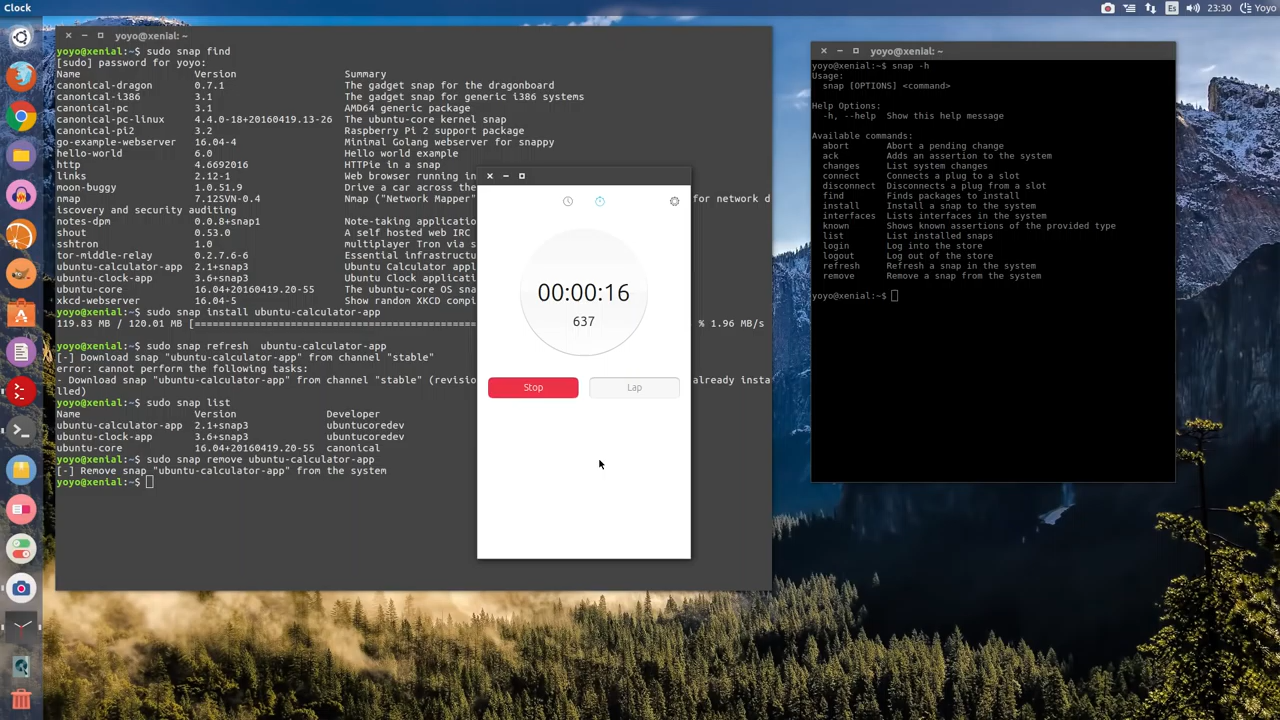 Clock
Es
23:30
Yoyo
yoyo@xenial: ~
yoyo@xenial:~$ sudo snap find
[sudo] password for yoyo:
Name Version Summary
canonical-dragon 0.7.1 The gadget snap for the dragonboard
canonical-i386 3.1 The gadget snap for generic i386 systems
canonical-pc 3.1 AMD64 generic package
canonical-pc-linux 4.4.0-18+20160419.13-26 The ubuntu-core kernel snap
canonical-pi2 3.2 Raspberry Pi 2 support package
go-example-webserver 16.04-4 Minimal Golang webserver for snappy
hello-world 6.0 Hello world example
http 4.6692016 HTTPie in a snap
links 2.12-1 Web browser running in
moon-buggy 1.0.51.9 Drive a car across the
nmap 7.12SVN-0.4 Nmap ("Network Mapper" for network d
iscovery and security auditing
notes-dpm 0.0.8+snap1 Note-taking applicatio
shout 0.53.0 A self hosted web IRC
sshtron 1.0 multiplayer Tron via s
tor-middle-relay 0.2.7.6-6 Essential infrastructu
ubuntu-calculator-app 2.1+snap3 Ubuntu Calculator appl
ubuntu-clock-app 3.6+snap3 Ubuntu Clock applicati
ubuntu-core 16.04+20160419.20-55 The ubuntu-core OS sna
xkcd-webserver 16.04-5 Show random XKCD compi
yoyo@xenial:~$ sudo snap install ubuntu-calculator-app
119.83 MB / 120.01 MB [================================================= % 1.96 MB/s
yoyo@xenial:~$ sudo snap refresh  ubuntu-calculator-app
[-] Download snap "ubuntu-calculator-app" from channel "stable"
error: cannot perform the following tasks:
- Download snap "ubuntu-calculator-app" from channel "stable" (revisio already insta
lled)
yoyo@xenial:~$ sudo snap list
Name Version Developer
ubuntu-calculator-app 2.1+snap3 ubuntucoredev
ubuntu-clock-app 3.6+snap3 ubuntucoredev
ubuntu-core 16.04+20160419.20-55 canonical
yoyo@xenial:~$ sudo snap remove ubuntu-calculator-app
[-] Remove snap "ubuntu-calculator-app" from the system
yoyo@xenial:~$
00:00:16
637
Stop
Lap
yoyo@xenial: ~
yoyo@xenial:~$ snap -h
Usage:
snap [OPTIONS] <command>
Help Options:
-h, --help Show this help message
Available commands:
abort Abort a pending change
ack Adds an assertion to the system
changes List system changes
connect Connects a plug to a slot
disconnect Disconnects a plug from a slot
find Finds packages to install
install Install a snap to the system
interfaces Lists interfaces in the system
known Shows known assertions of the provided type
list List installed snaps
login Log into the store
logout Log out of the store
refresh Refresh a snap in the system
remove Remove a snap from the system
yoyo@xenial:~$